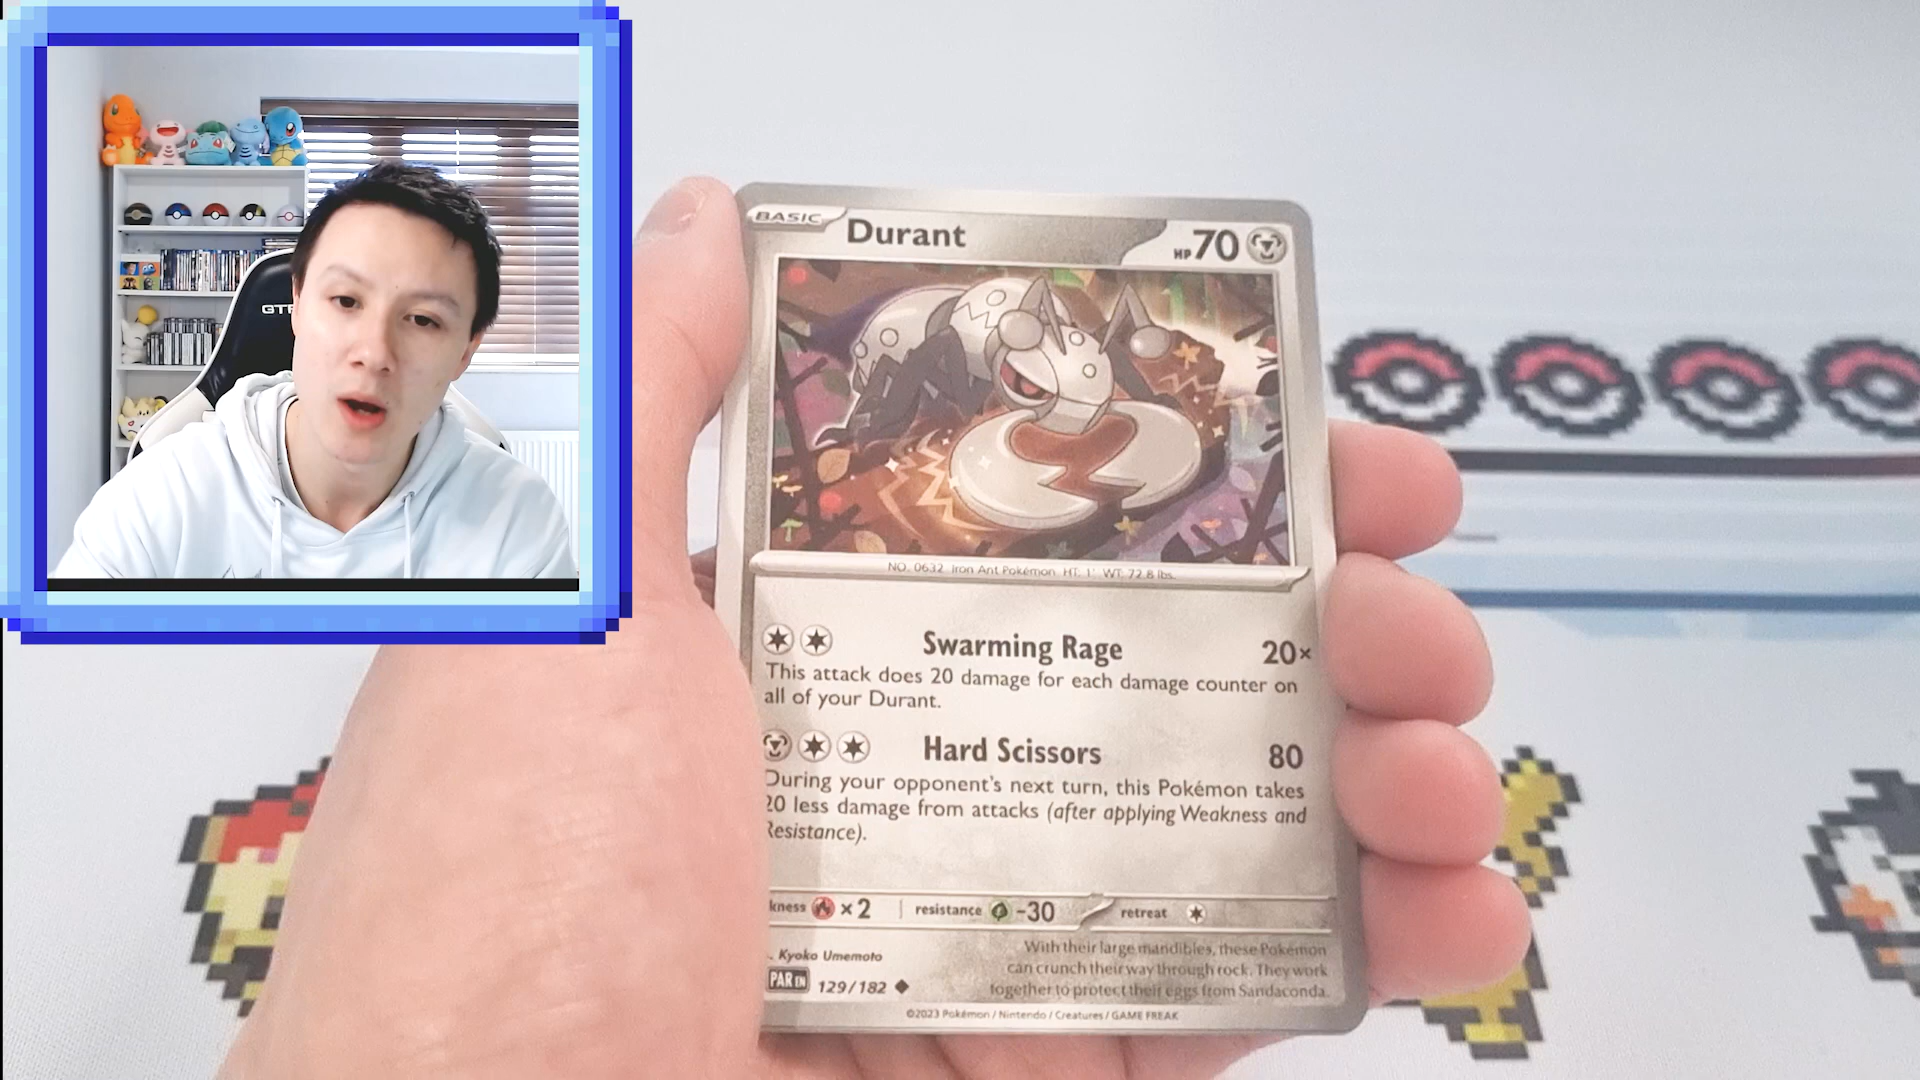 GT
BASIC
Durant
HP 70
NO. 0632 Iron Ant Pokémon HT: 1' WT: 72.8 lbs.
Swarming Rage 20×
This attack does 20 damage for each damage counter on
all of your Durant.
Hard Scissors 80
During your opponent's next turn, this Pokémon takes
20 less damage from attacks (after applying Weakness and
Resistance).
kness ×2 resistance -30 retreat
. Kyoko Umemoto
PAR EN 129/182
With their large mandibles, these Pokémon
can crunch their way through rock. They work
together to protect their eggs from Sandaconda.
©2023 Pokémon / Nintendo / Creatures / GAME FREAK